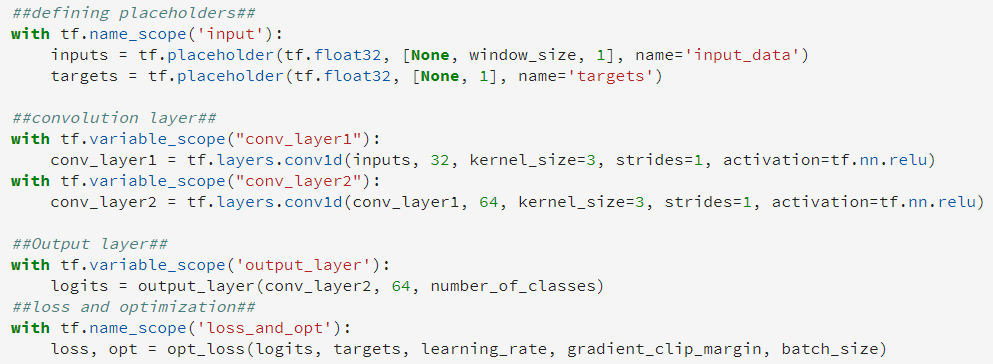 ##defining placeholders##
with tf.name_scope('input'):
    inputs = tf.placeholder(tf.float32, [None, window_size, 1], name='input_data')
    targets = tf.placeholder(tf.float32, [None, 1], name='targets')

##convolution layer##
with tf.variable_scope("conv_layer1"):
    conv_layer1 = tf.layers.conv1d(inputs, 32, kernel_size=3, strides=1, activation=tf.nn.relu)
with tf.variable_scope("conv_layer2"):
    conv_layer2 = tf.layers.conv1d(conv_layer1, 64, kernel_size=3, strides=1, activation=tf.nn.relu)

##Output layer##
with tf.variable_scope('output_layer'):
    logits = output_layer(conv_layer2, 64, number_of_classes)
##loss and optimization##
with tf.name_scope('loss_and_opt'):
    loss, opt = opt_loss(logits, targets, learning_rate, gradient_clip_margin, batch_size)